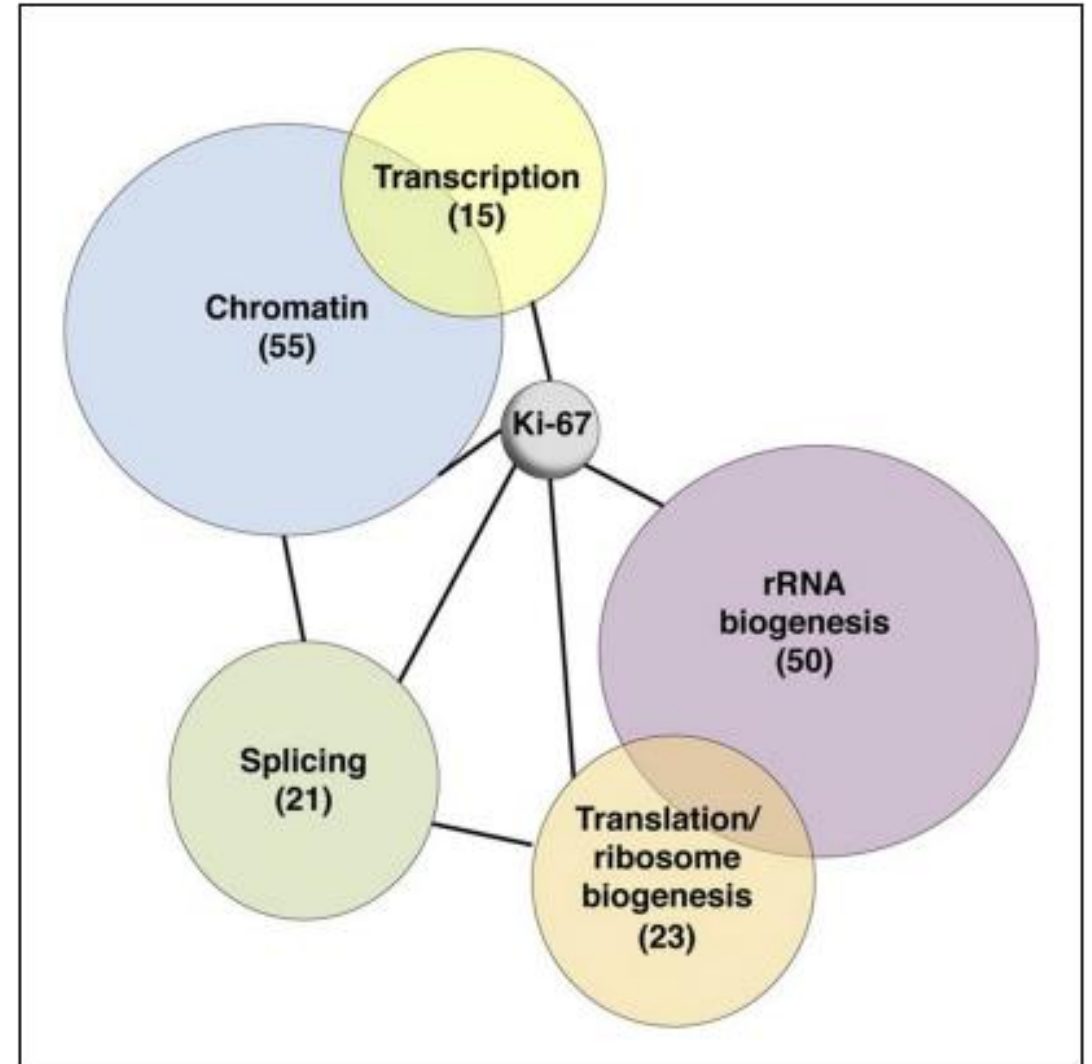 Transcription
(15)
Chromatin
(55)
Ki-67
rRNA
biogenesis
(50)
Splicing
(21)
Translation/
ribosome
biogenesis
(23)